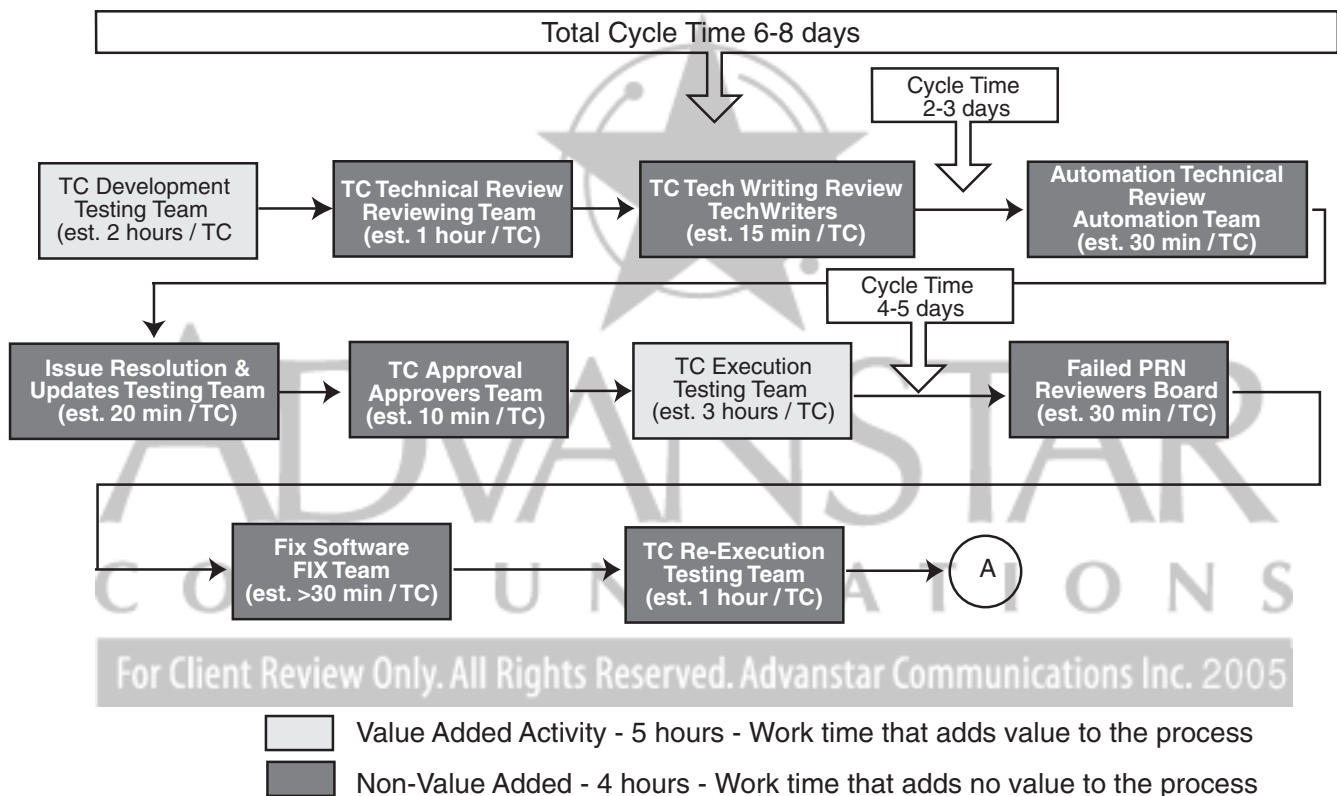 Total Cycle Time 6-8 days
Cycle Time
2-3 days
TC Development
Testing Team
(est. 2 hours / TC
TC Technical Review
Reviewing Team
(est. 1 hour / TC)
TC Tech Writing Review
TechWriters
(est. 15 min / TC)
Automation Technical
Review
Automation Team
(est. 30 min / TC)
Cycle Time
4-5 days
Issue Resolution &
Updates Testing Team
(est. 20 min / TC)
TC Approval
Approvers Team
(est. 10 min / TC)
TC Execution
Testing Team
(est. 3 hours / TC)
Failed PRN
Reviewers Board
(est. 30 min / TC)
ADVANSTAR
Fix Software
FIX Team
(est. >30 min / TC)
TC Re-Execution
Testing Team
(est. 1 hour / TC)
A
COMMUNICATIONS
For Client Review Only. All Rights Reserved. Advanstar Communications Inc. 2005
Value Added Activity - 5 hours - Work time that adds value to the process
Non-Value Added - 4 hours - Work time that adds no value to the process